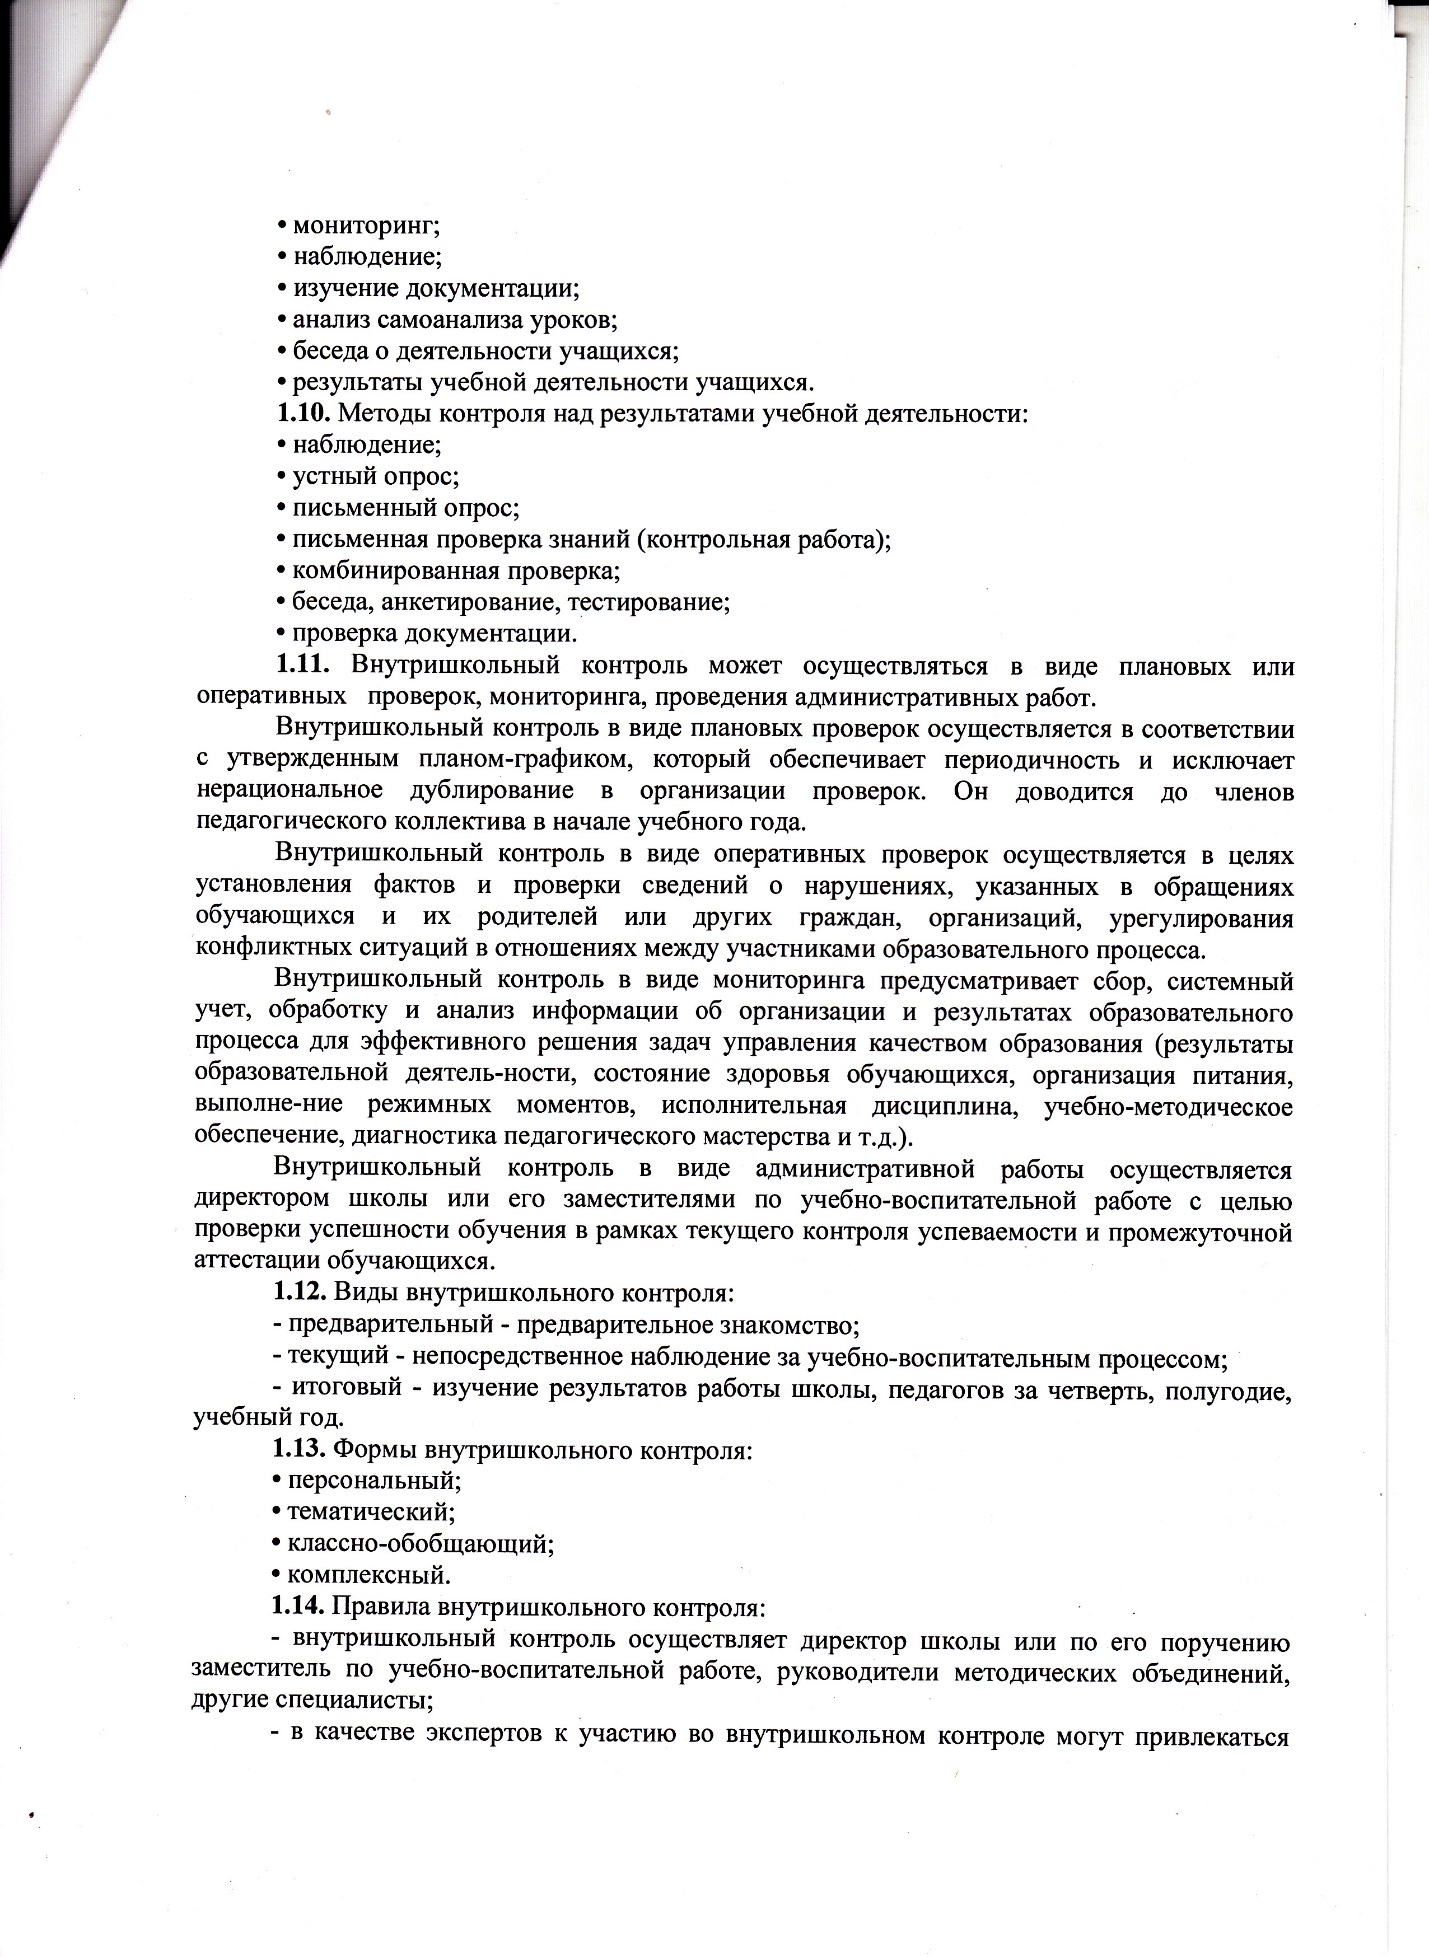 • мониторинг;
• наблюдение;
• изучение документации;
• анализ самоанализа уроков;
• беседа о деятельности учащихся;
• результаты учебной деятельности учащихся.
1.10. Методы контроля над результатами учебной деятельности:
• наблюдение;
• устный опрос;
• письменный опрос;
• письменная проверка знаний (контрольная работа);
• комбинированная проверка;
• беседа, анкетирование, тестирование;
• проверка документации.
1.11. Внутришкольный контроль может осуществляться в виде плановых или
оперативных проверок, мониторинга, проведения административных работ.
Внутришкольный контроль в виде плановых проверок осуществляется в соответствии
с утвержденным планом-графиком, который обеспечивает периодичность и исключает
нерациональное дублирование в организации проверок. Он доводится до членов
педагогического коллектива в начале учебного года.
Внутришкольный контроль в виде оперативных проверок осуществляется в целях
установления фактов и проверки сведений о нарушениях, указанных в обращениях
обучающихся и их родителей или других граждан, организаций, урегулирования
конфликтных ситуаций в отношениях между участниками образовательного процесса.
Внутришкольный контроль в виде мониторинга предусматривает сбор, системный
учет, обработку и анализ информации об организации и результатах образовательного
процесса для эффективного решения задач управления качеством образования (результаты
образовательной деятель-ности, состояние здоровья обучающихся, организация питания,
выполне-ние режимных моментов, исполнительная дисциплина, учебно-методическое
обеспечение, диагностика педагогического мастерства и т.д.).
Внутришкольный контроль в виде административной работы осуществляется
директором школы или его заместителями по учебно-воспитательной работе с целью
проверки успешности обучения в рамках текущего контроля успеваемости и промежуточной
аттестации обучающихся.
1.12. Виды внутришкольного контроля:
- предварительный - предварительное знакомство;
- текущий - непосредственное наблюдение за учебно-воспитательным процессом;
- итоговый - изучение результатов работы школы, педагогов за четверть, полугодие,
учебный год.
1.13. Формы внутришкольного контроля:
• персональный;
• тематический;
• классно-обобщающий;
• комплексный.
1.14. Правила внутришкольного контроля:
- внутришкольный контроль осуществляет директор школы или по его поручению
заместитель по учебно-воспитательной работе, руководители методических объединений,
другие специалисты;
- в качестве экспертов к участию во внутришкольном контроле могут привлекаться